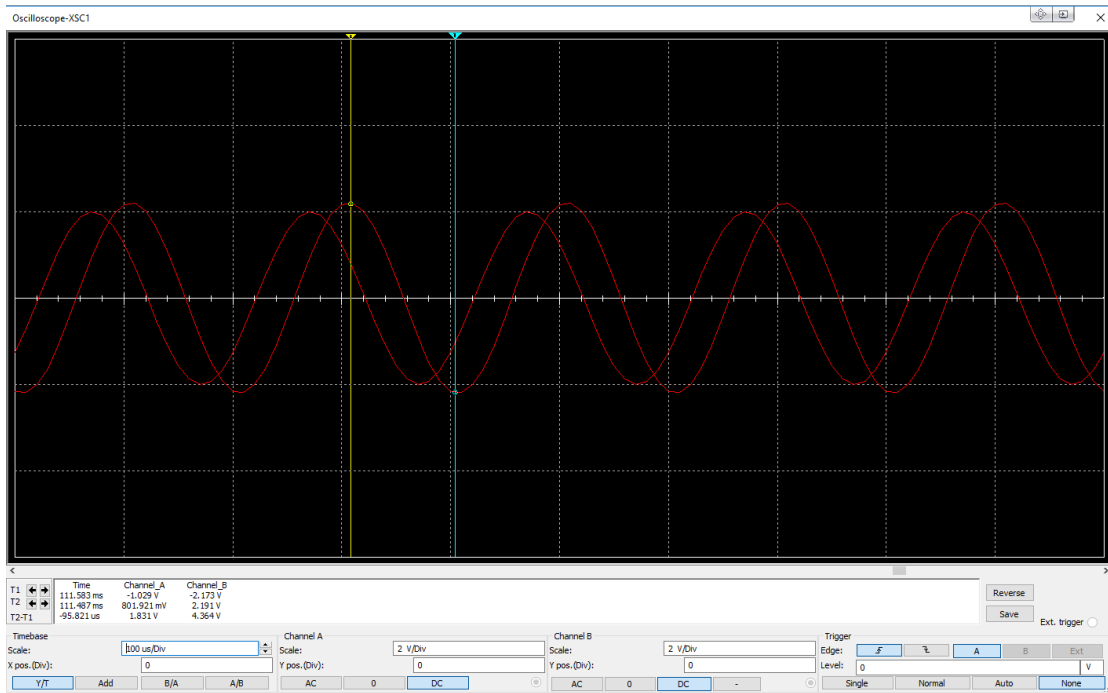 Oscilloscope-XSC1
2 1
Time Channel_A Channel_B
T1 111.583 ms -1.029 V -2.173 V
T2 111.487 ms 801.921 mV 2.191 V
T2-T1 -95.821 us 1.831 V 4.364 V
Reverse
Save
Ext. trigger
Timebase Channel A Channel B Trigger
Scale: 100 us/Div Scale: 2 V/Div Scale: 2 V/Div Edge: A B Ext
X pos.(Div): 0 Y pos.(Div): 0 Y pos.(Div): 0 Level: 0 V
Y/T Add B/A A/B AC 0 DC AC 0 DC - Single Normal Auto None